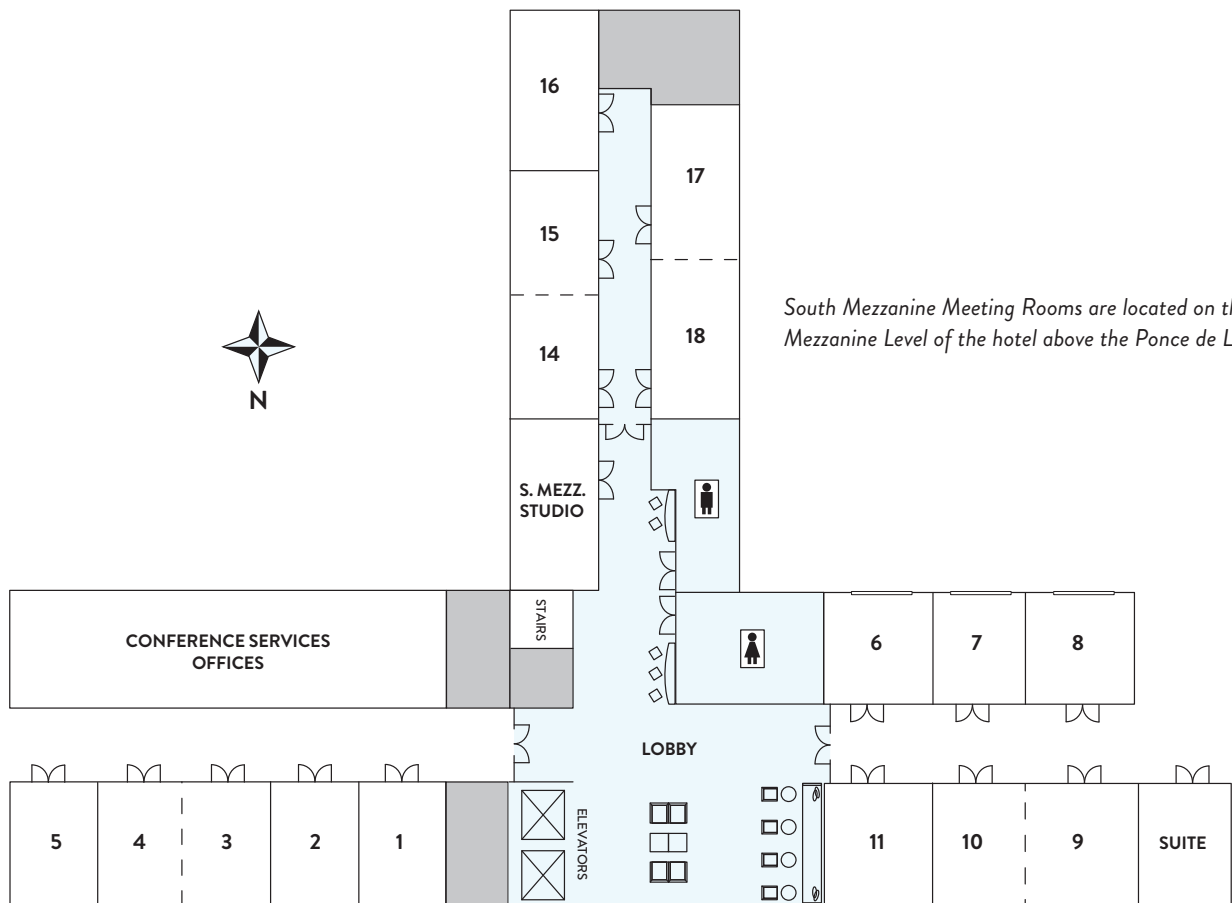 16
17
15
South Mezzanine Meeting Rooms are located on
Mezzanine Level of the hotel above the Ponce de
18
14
N
S. MEZZ.
STUDIO
STAIRS
CONFERENCE SERVICES
OFFICES
6
7
8
LOBBY
ELEVATORS
5
4
3
2
1
11
10
9
SUITE